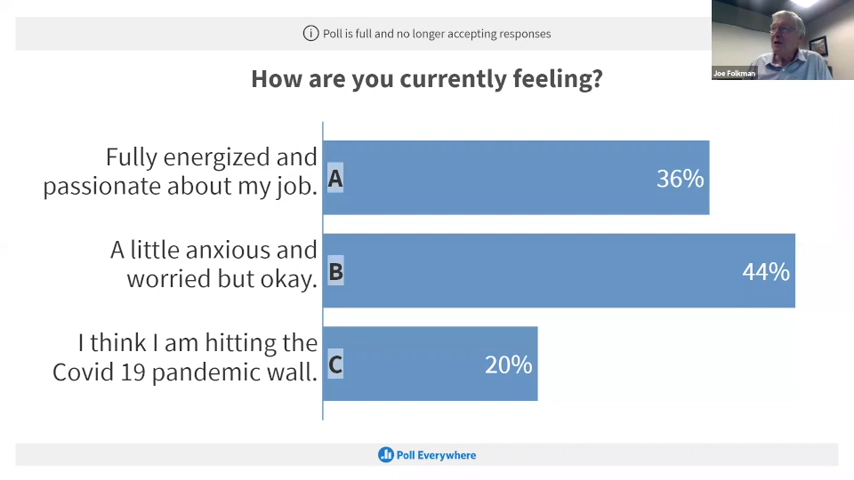 Poll is full and no longer accepting responses
Joe Folkman
How are you currently feeling?
Fully energized and
passionate about my job.
A
36%
A little anxious and
worried but okay.
B
44%
I think I am hitting the
Covid 19 pandemic wall.
C
20%
Poll Everywhere